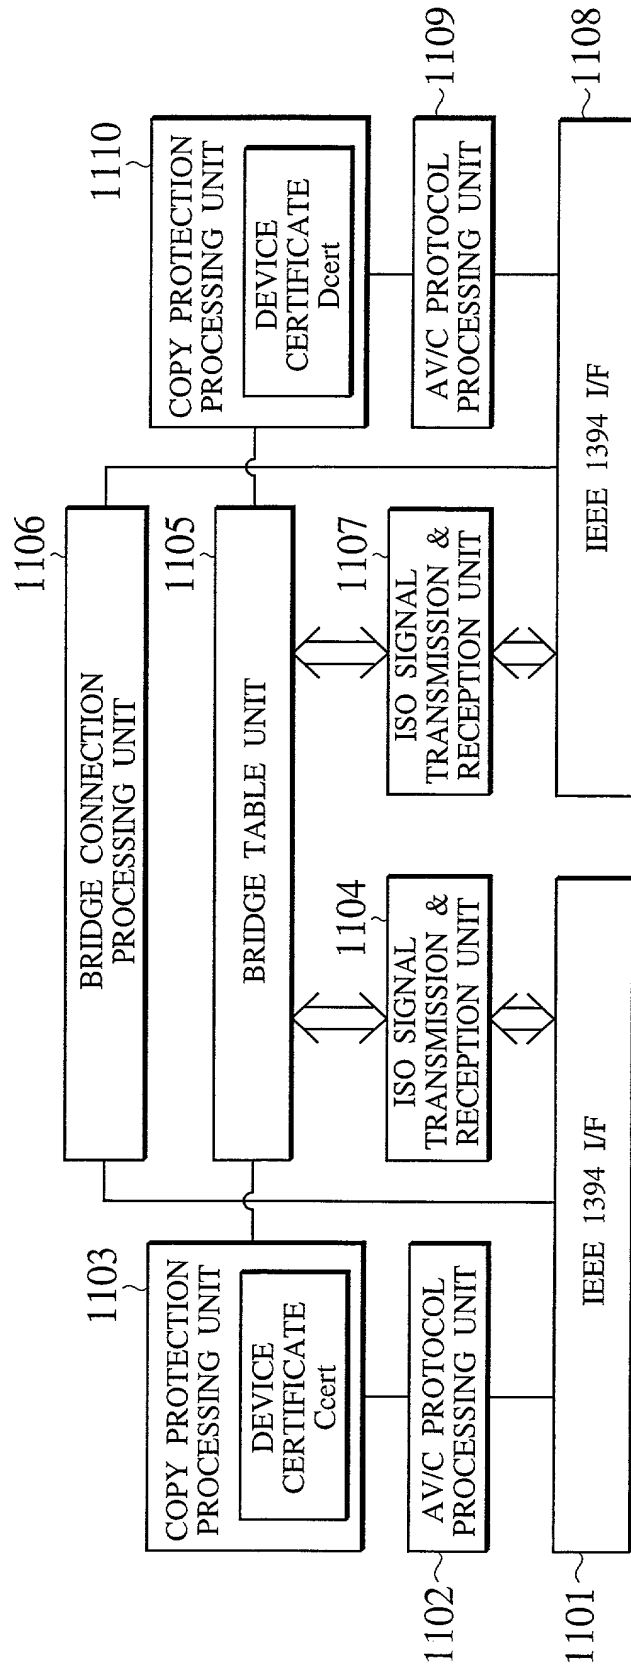 1106
BRIDGE CONNECTION
PROCESSING UNIT
1103
COPY PROTECTION
PROCESSING UNIT
DEVICE
CERTIFICATE
Ccert
1105
BRIDGE TABLE UNIT
1110
COPY PROTECTION
PROCESSING UNIT
DEVICE
CERTIFICATE
Dcert
1102
AV/C PROTOCOL
PROCESSING UNIT
1104
ISO SIGNAL
TRANSMISSION &
RECEPTION UNIT
1107
ISO SIGNAL
TRANSMISSION &
RECEPTION UNIT
1109
AV/C PROTOCOL
PROCESSING UNIT
1101
IEEE 1394 I/F
1108
IEEE 1394 I/F